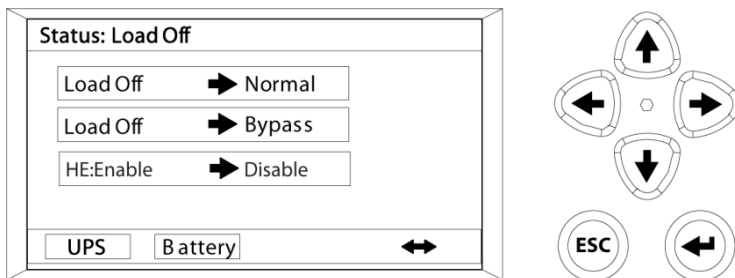 Status: Load Off
Load Off → Normal
Load Off → Bypass
HE:Enable → Disable
UPS Battery ↔
ESC